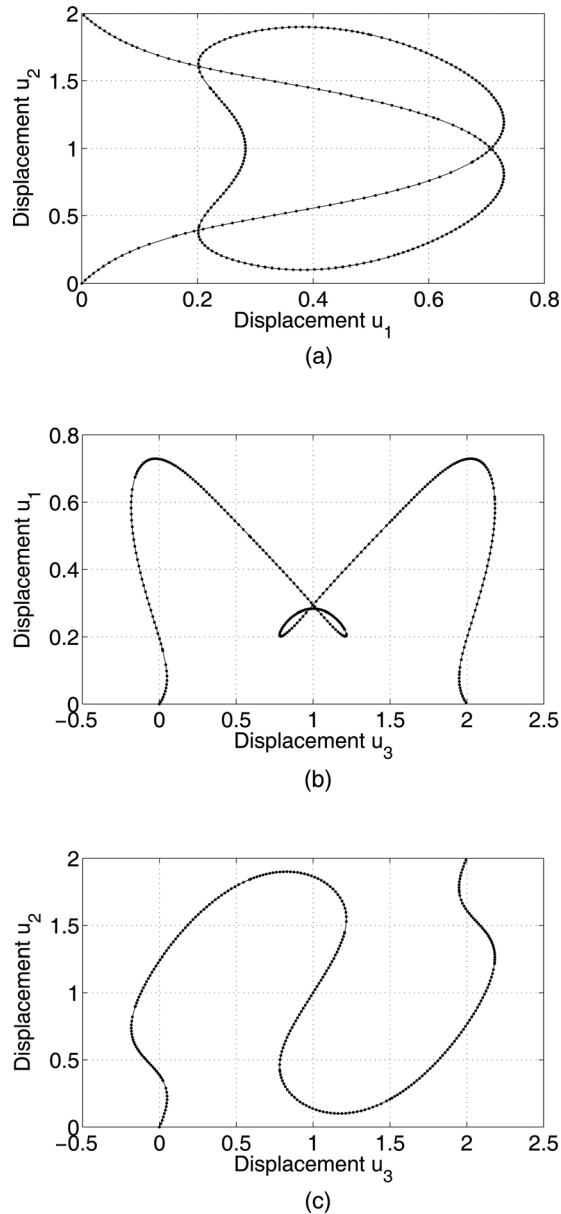 2
1.5
1
0.5
0
Displacement u2
0 0.2 0.4 0.6 0.8
Displacement u1
(a)
0.8
0.6
0.4
0.2
0
Displacement u1
−0.5 0 0.5 1 1.5 2 2.5
Displacement u3
(b)
2
1.5
1
0.5
0
Displacement u2
−0.5 0 0.5 1 1.5 2 2.5
Displacement u3
(c)